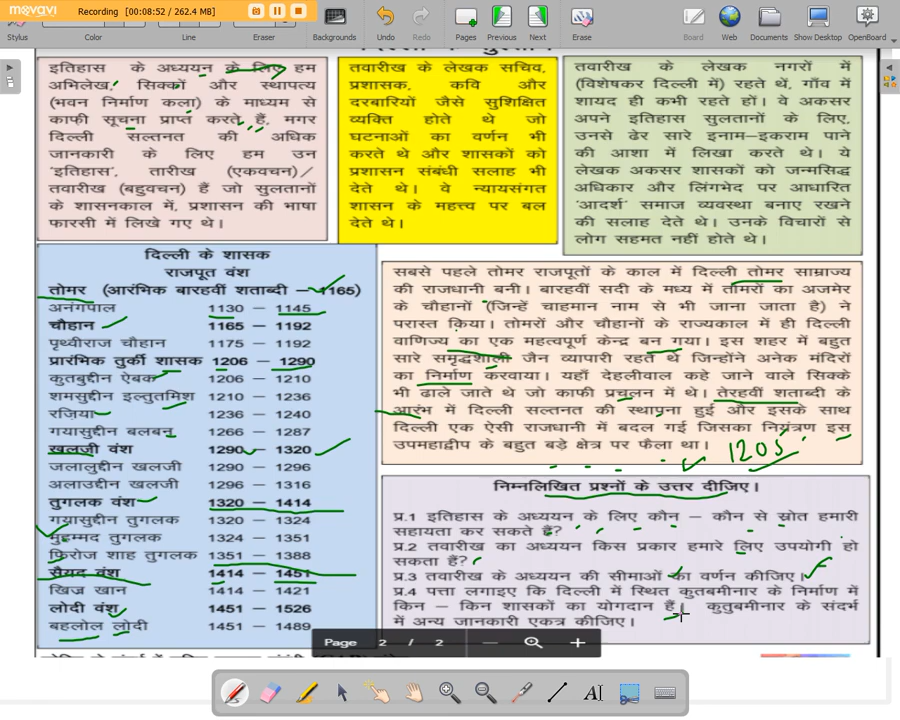 movavi
Recording | 00:08:52 / 262.4 MB |
Stylus
Color
Line
Eraser
Backgrounds
Undo
Redo
Pages
Previous
Next
Erase
Board
Web
Documents
Show Desktop
OpenBoard
इतिहास के अध्ययन के लिए हम
अभिलेख, सिक्कों और स्थापत्य
(भवन निर्माण कला) के माध्यम से
काफी सूचना प्राप्त करते हैं, मगर
दिल्ली सल्तनत की अधिक
जानकारी के लिए हम उन
'इतिहास', तारीख (एकवचन)/
तवारीख (बहुवचन) हैं जो सुलतानों
के शासनकाल में, प्रशासन की भाषा
फारसी में लिखे गए थे।
तवारीख के लेखक सचिव,
प्रशासक, कवि और
दरबारियों जैसे सुशिक्षित
व्यक्ति होते थे जो
घटनाओं का वर्णन भी
करते थे और शासकों को
प्रशासन संबंधी सलाह भी
देते थे। वे न्यायसंगत
शासन के महत्त्व पर बल
देते थे।
तवारीख के लेखक नगरों में
(विशेषकर दिल्ली में) रहते थे, गाँव में
शायद ही कभी रहते हों। वे अकसर
अपने इतिहास सुलतानों के लिए,
उनसे ढेर सारे इनाम–इकराम पाने
की आशा में लिखा करते थे। ये
लेखक अकसर शासकों को जन्मसिद्ध
अधिकार और लिंगभेद पर आधारित
'आदर्श' समाज व्यवस्था बनाए रखने
की सलाह देते थे। उनके विचारों से
लोग सहमत नहीं होते थे।
दिल्ली के शासक
राजपूत वंश
तोमर (आरंभिक बारहवीं शताब्दी – 1165)
अनंगपाल 1130 – 1145
चौहान 1165 – 1192
पृथ्वीराज चौहान 1175 – 1192
प्रारंभिक तुर्की शासक 1206 – 1290
कुतबुद्दीन ऐबक 1206 – 1210
शमसुद्दीन इल्तुतमिश 1210 – 1236
रजिया 1236 – 1240
गयासुद्दीन बलबन 1266 – 1287
खलजी वंश 1290 – 1320
जलालुद्दीन खलजी 1290 – 1296
अलाउद्दीन खलजी 1296 – 1316
तुगलक वंश 1320 – 1414
गयासुद्दीन तुगलक 1320 – 1324
मुहम्मद तुगलक 1324 – 1351
फिरोज शाह तुगलक 1351 – 1388
सैयद वंश 1414 – 1451
खिज्र खान 1414 – 1421
लोदी वंश 1451 – 1526
बहलोल लोदी 1451 – 1489
सबसे पहले तोमर राजपूतों के काल में दिल्ली तोमर साम्राज्य
की राजधानी बनी। बारहवीं सदी के मध्य में तोमरों का अजमेर
के चौहानों (जिन्हें चाहमान नाम से भी जाना जाता है) ने
परास्त किया। तोमरों और चौहानों के राज्यकाल में ही दिल्ली
वाणिज्य का एक महत्वपूर्ण केन्द्र बन गया। इस शहर में बहुत
सारे समृद्धशाली जैन व्यापारी रहते थे जिन्होंने अनेक मंदिरों
का निर्माण करवाया। यहाँ देहलीवाल कहे जाने वाले सिक्के
भी ढाले जाते थे जो काफी प्रचलन में थे। तेरहवीं शताब्दी के
आरंभ में दिल्ली सल्तनत की स्थापना हुई और इसके साथ
दिल्ली एक ऐसी राजधानी में बदल गई जिसका नियंत्रण इस
उपमहाद्वीप के बहुत बड़े क्षेत्र पर फैला था।
1205
निम्नलिखित प्रश्नों के उत्तर दीजिए।
प्र.1 इतिहास के अध्ययन के लिए कौन – कौन से स्रोत हमारी
सहायता कर सकते हैं?
प्र.2 तवारीख का अध्ययन किस प्रकार हमारे लिए उपयोगी हो
सकता हैं?
प्र.3 तवारीख के अध्ययन की सीमाओं का वर्णन कीजिए।
प्र.4 पत्ता लगाइए कि दिल्ली में स्थित कुतबमीनार के निर्माण में
किन – किन शासकों का योगदान हैं। कुतुबमीनार के संदर्भ
में अन्य जानकारी एकत्र कीजिए।
Page 2 / 2